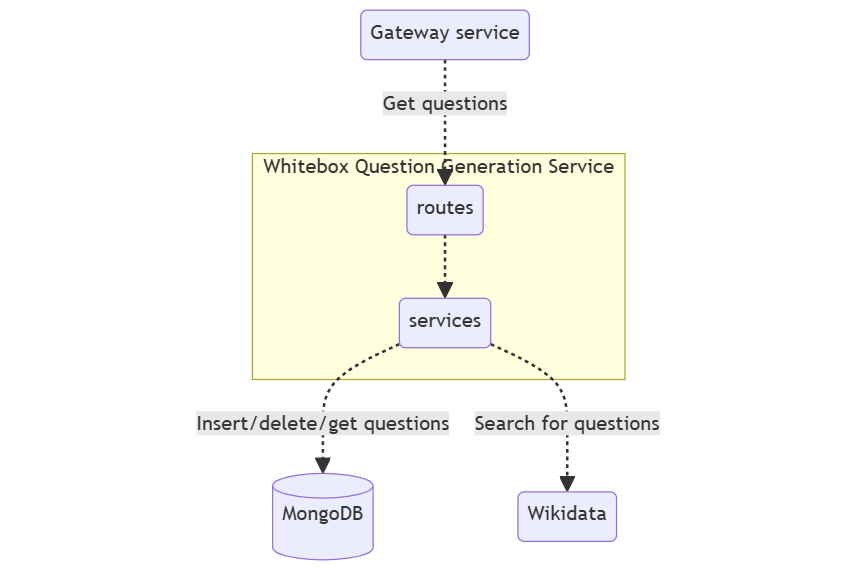 Gateway service
Get questions
Whitebox Question Generation Service
routes
services
Insert/delete/get questions
Search for questions
MongoDB
Wikidata